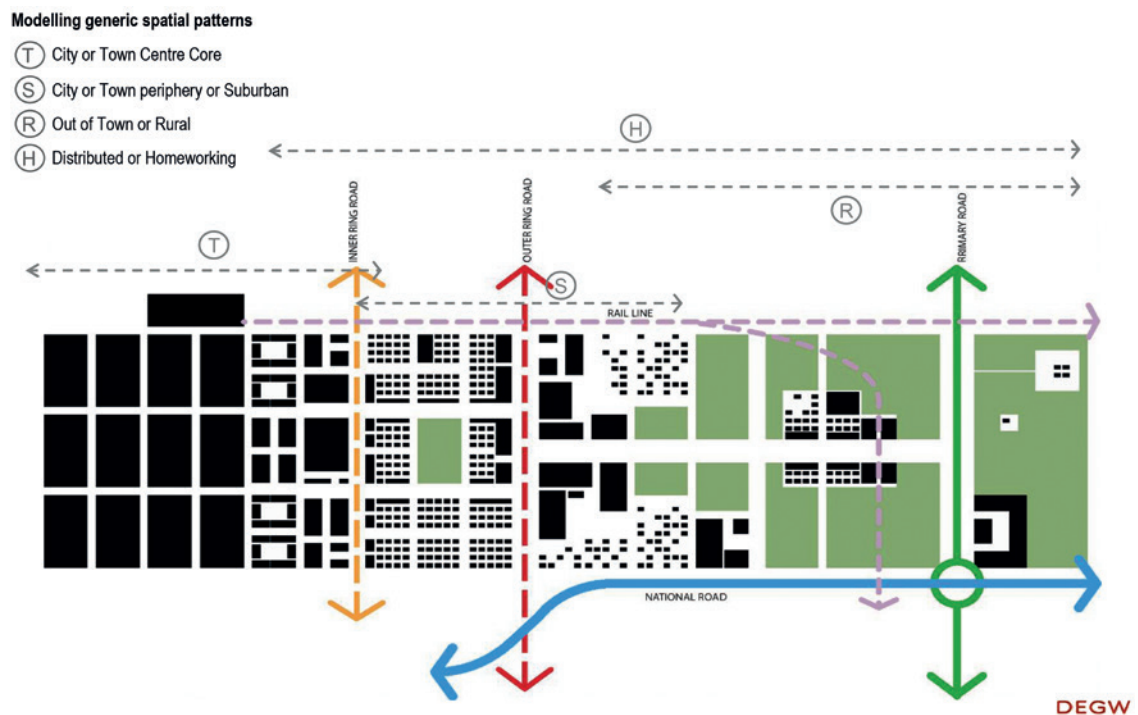 Modelling generic spatial patterns
T City or Town Centre Core
S City or Town periphery or Suburban
R Out of Town or Rural
H Distributed or Homeworking
H
R
T
S
INNER RING ROAD
OUTER RING ROAD
RRIMARY ROAD
RAIL LINE
NATIONAL ROAD
DEGW